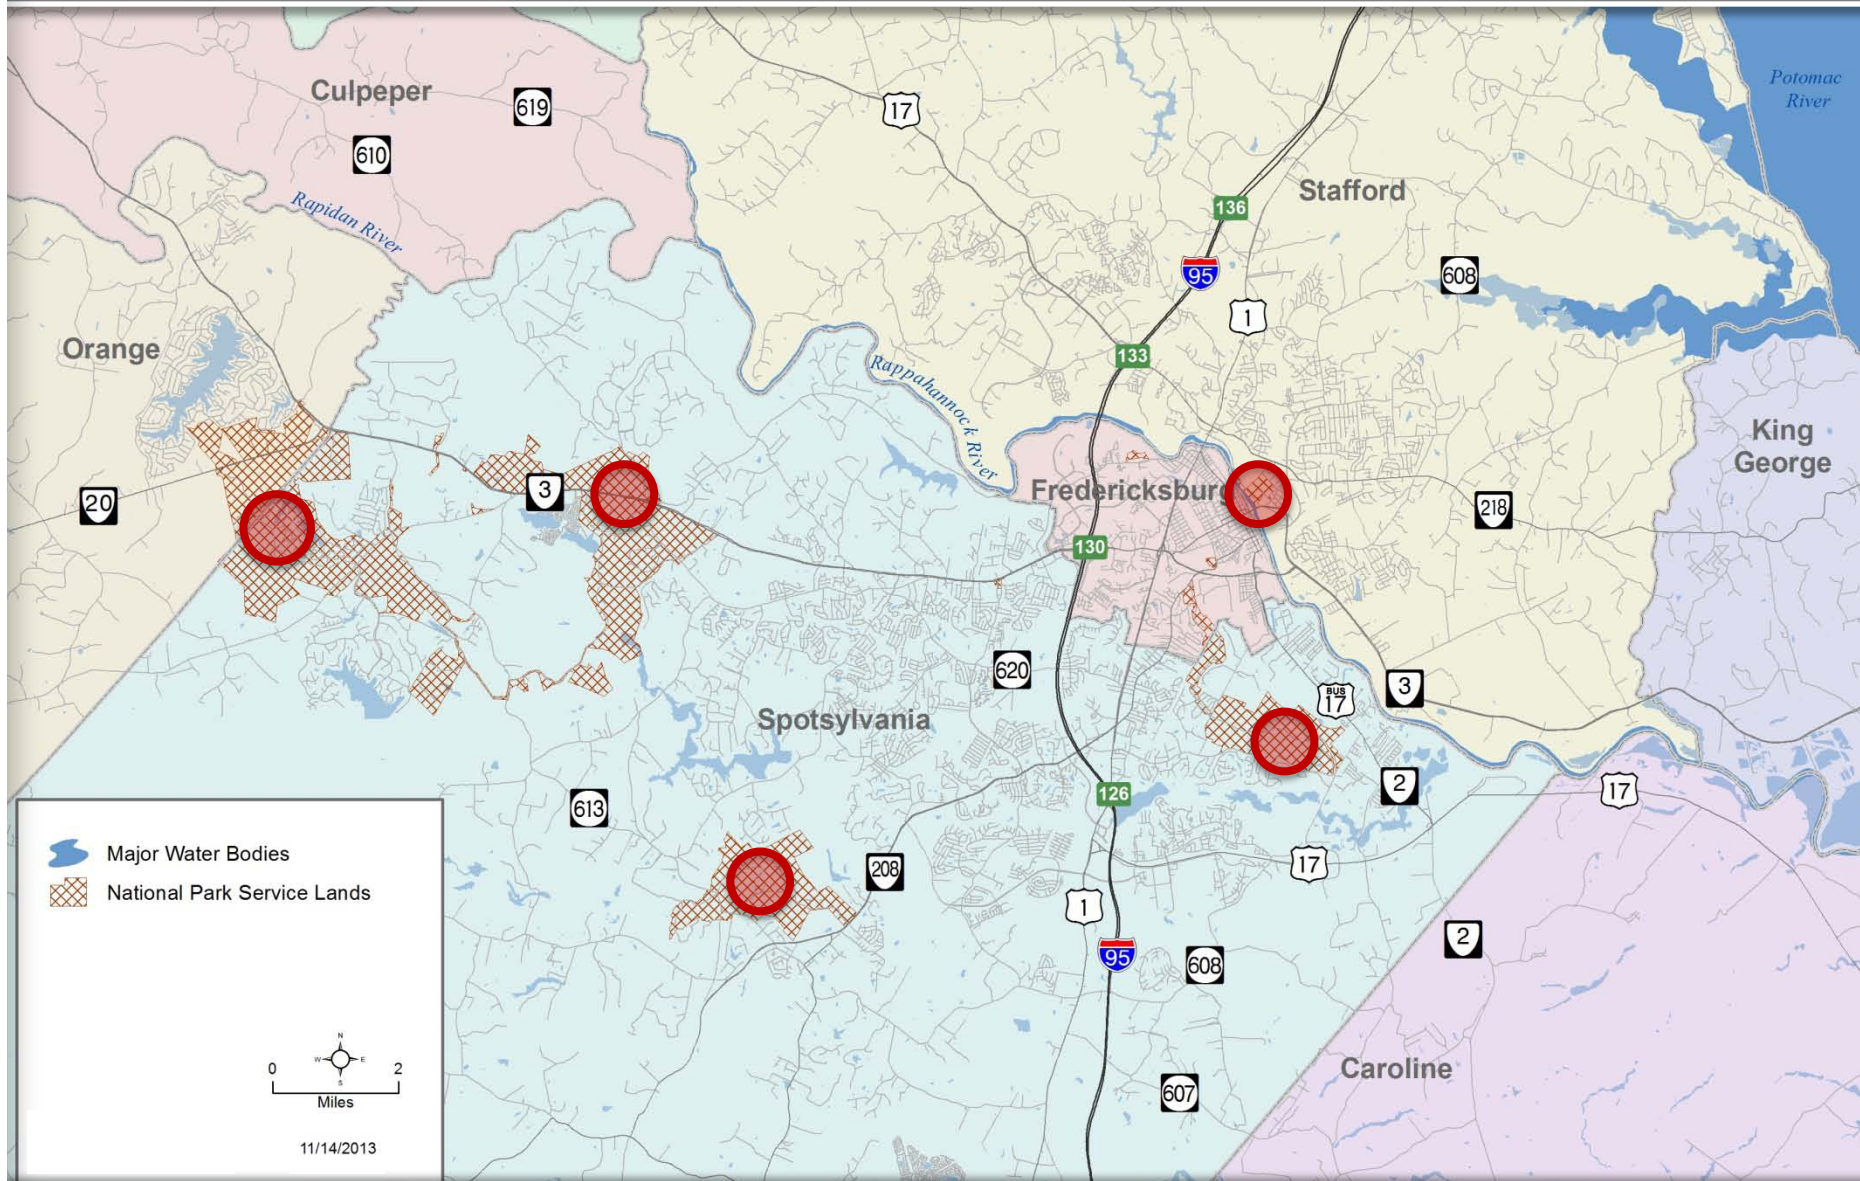 Culpeper
619
610
17
Potomac
River
136
Stafford
Rapidan River
95
608
1
Orange
133
Rappahannock River
King
George
20
3
Fredericksburg
218
130
620
3
BUS
17
Spotsylvania
2
126
17
613
17
208
1
2
95
608
Caroline
607
Major Water Bodies
National Park Service Lands
N
W E
S
0 2
Miles
11/14/2013